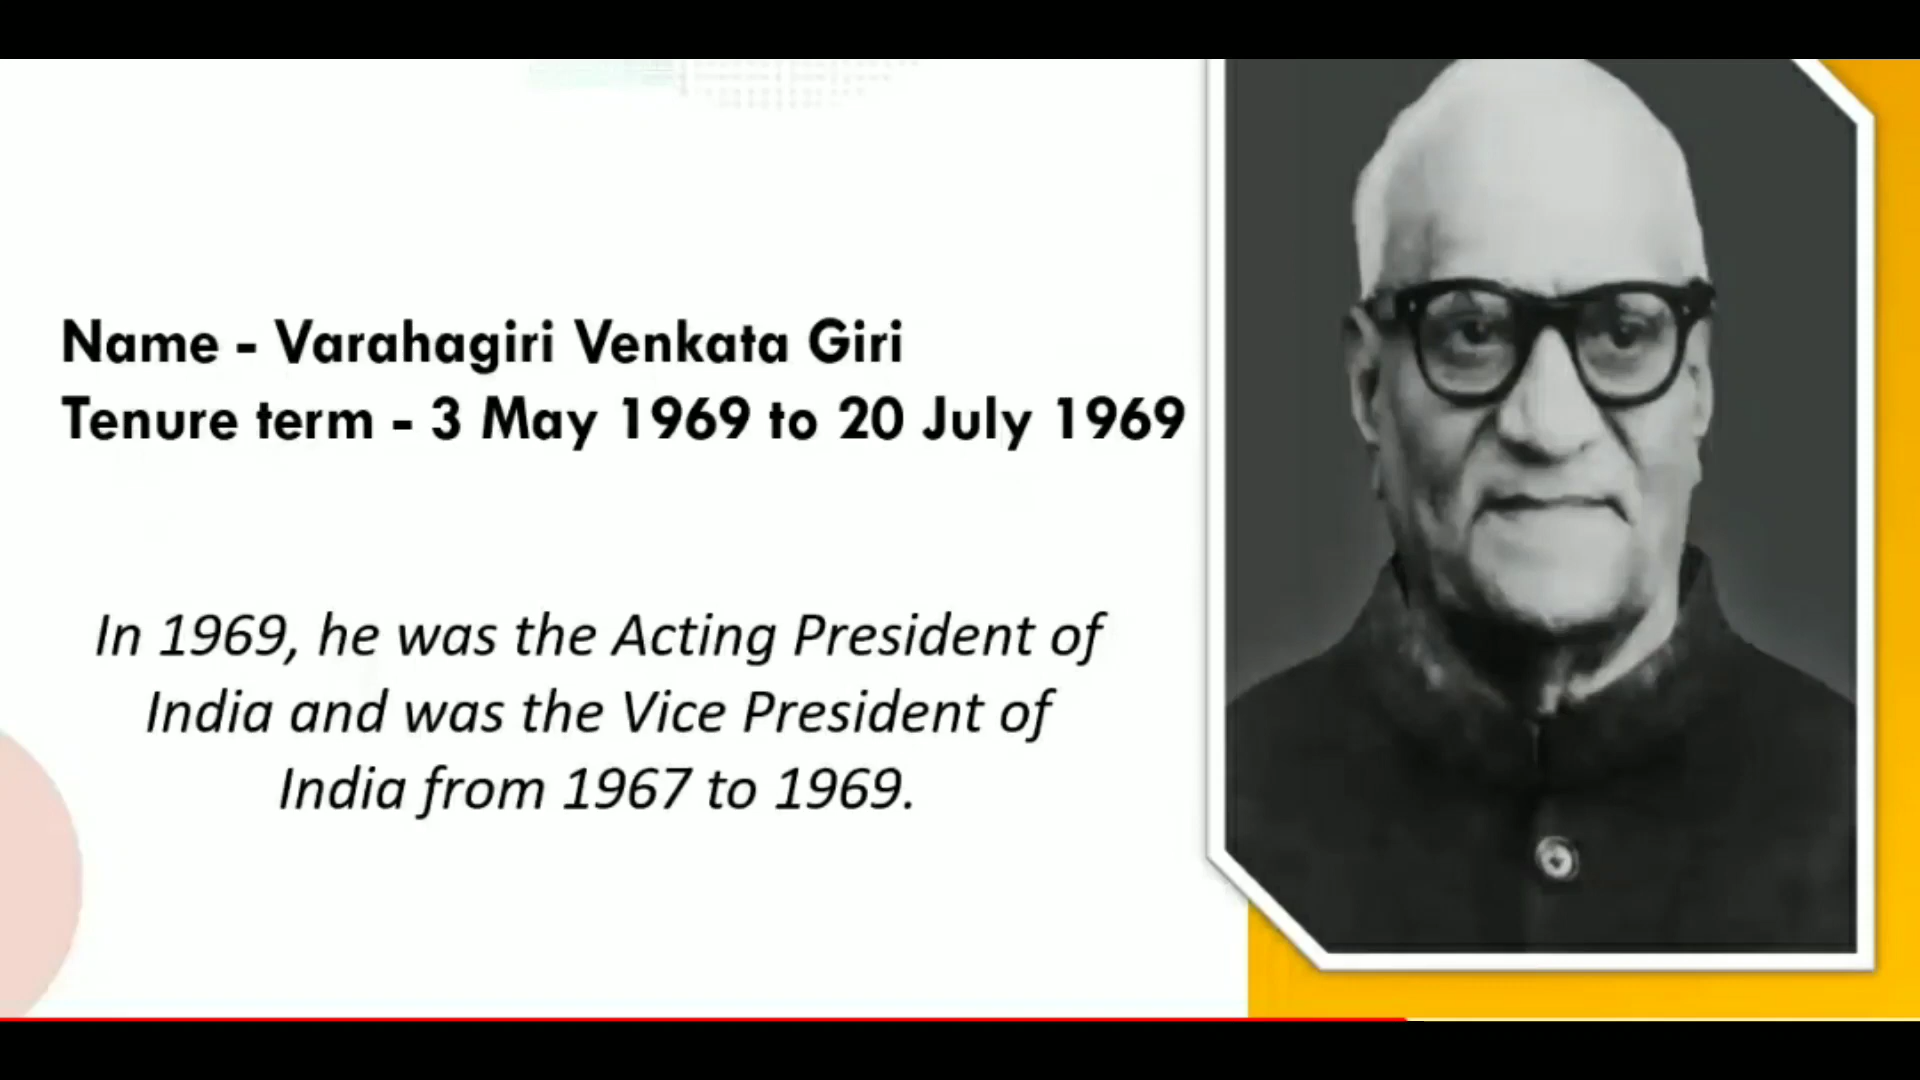 Name - Varahagiri Venkata Giri
Tenure term - 3 May 1969 to 20 July 1969
In 1969, he was the Acting President of
India and was the Vice President of
India from 1967 to 1969.